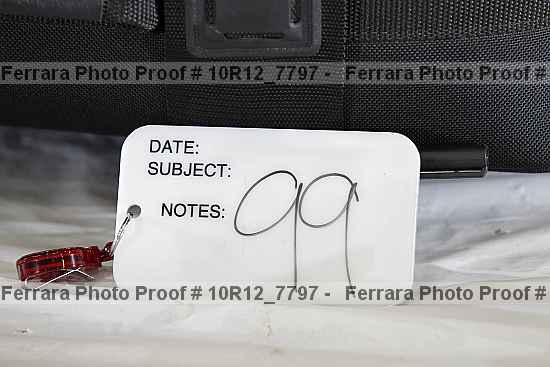 Ferrara Photo Proof # 10R12_7797 - Ferrara Photo Proof #
DATE:
SUBJECT:
NOTES: 99
Ferrara Photo Proof # 10R12_7797 - Ferrara Photo Proof #